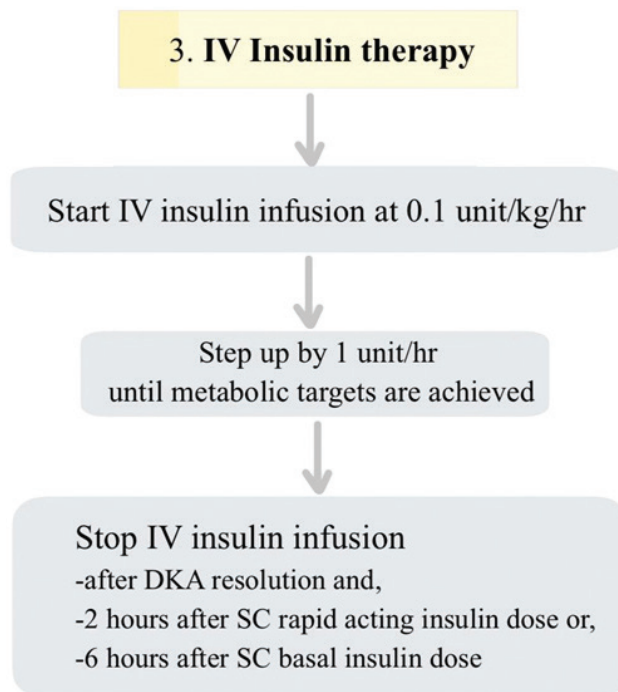 3. IV Insulin therapy
Start IV insulin infusion at 0.1 unit/kg/hr
Step up by 1 unit/hr
until metabolic targets are achieved
Stop IV insulin infusion
-after DKA resolution and,
-2 hours after SC rapid acting insulin dose or,
-6 hours after SC basal insulin dose